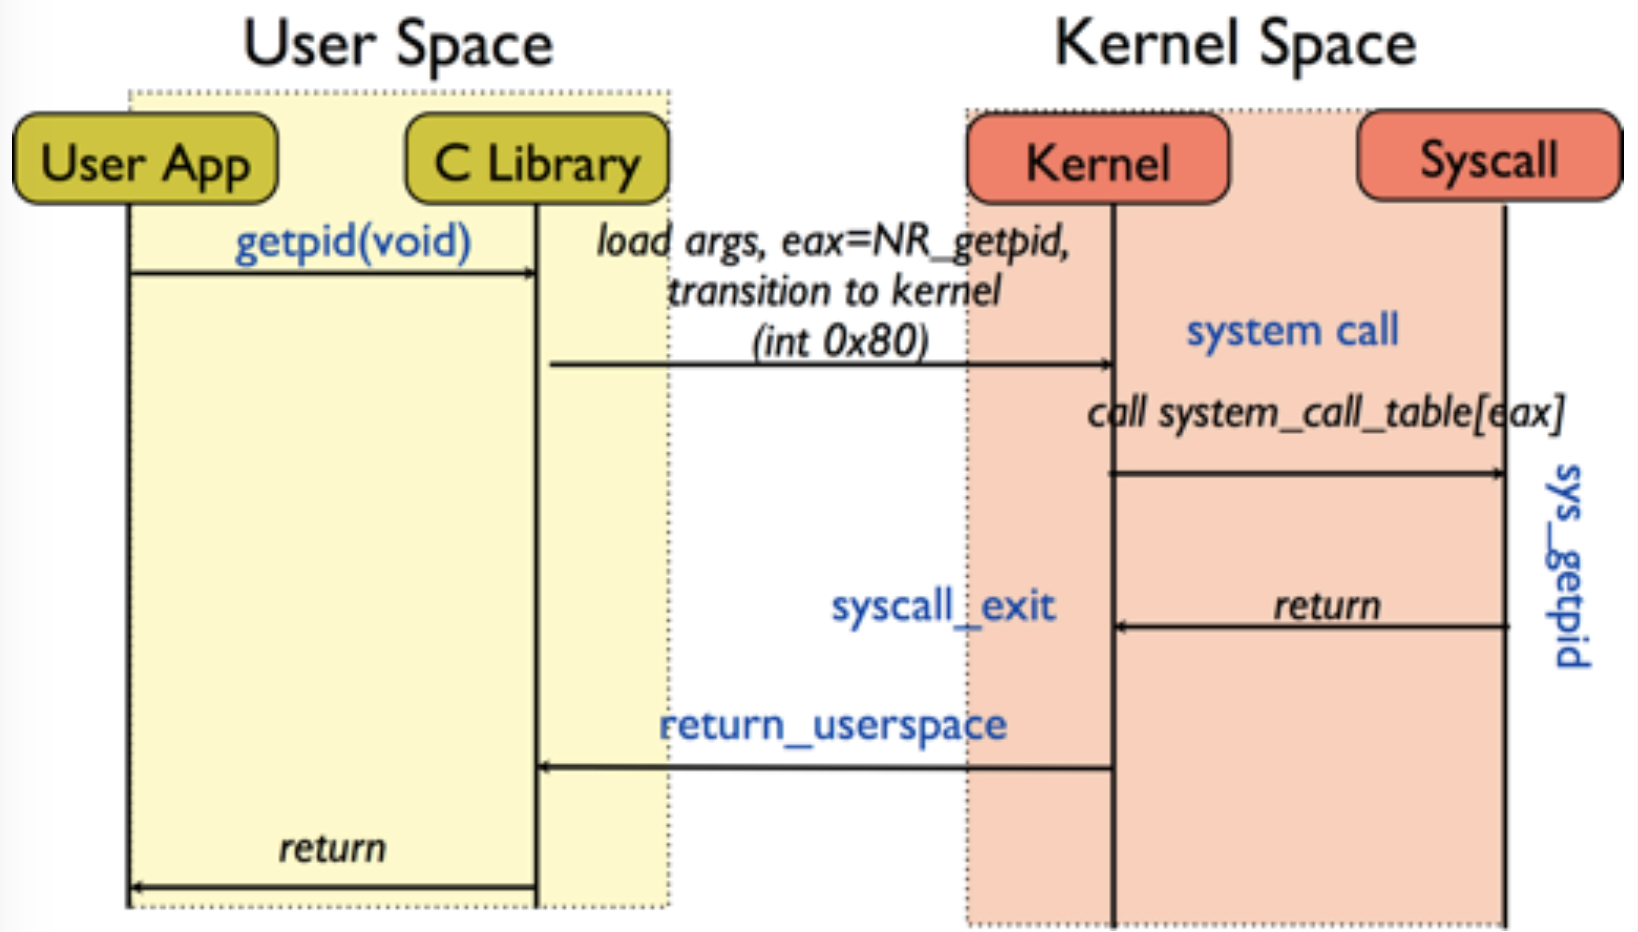 User Space
Kernel Space
User App
C Library
Kernel
Syscall
getpid(void)
load args, eax=NR_getpid,
transition to kernel
(int 0x80)
system call
call system_call_table[eax]
sys_getpid
syscall_exit
return
return_userspace
return